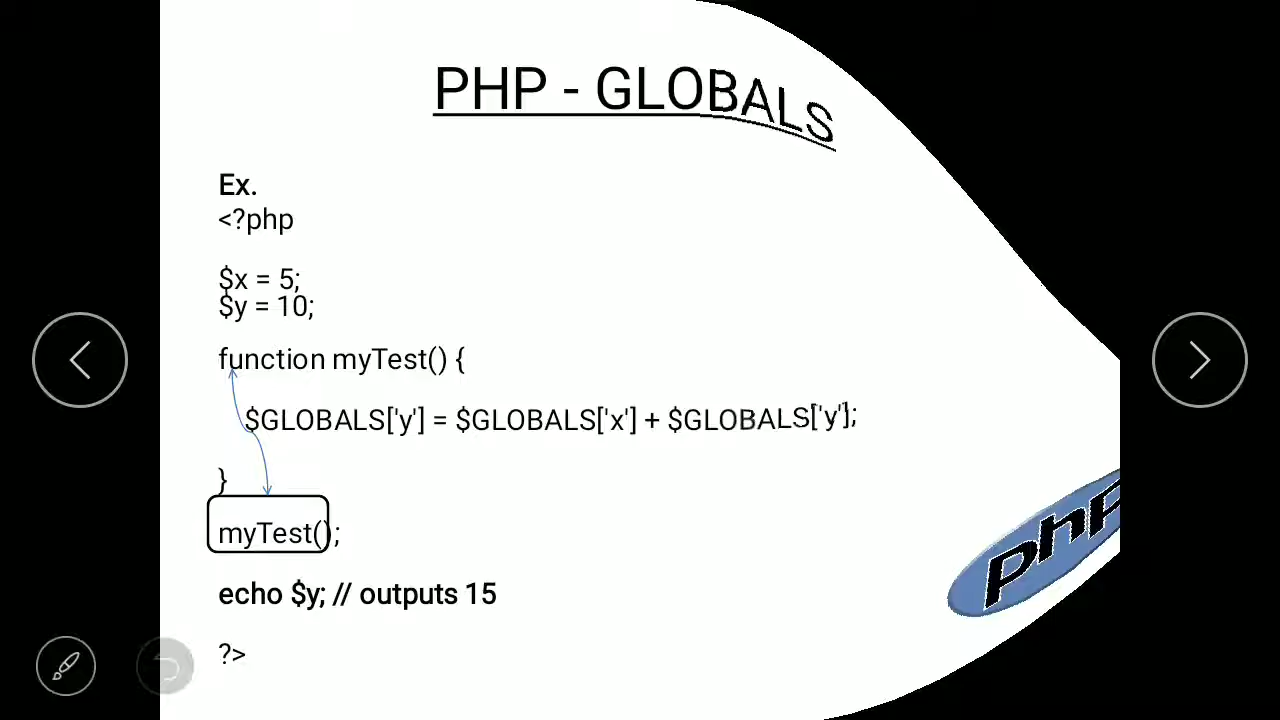 PHP - GLOBALS
Ex.
<?php
$x = 5;
$y = 10;
function myTest() {
$GLOBALS['y'] = $GLOBALS['x'] + $GLOBALS['y'];
}
myTest();
echo $y; // outputs 15
?>
php